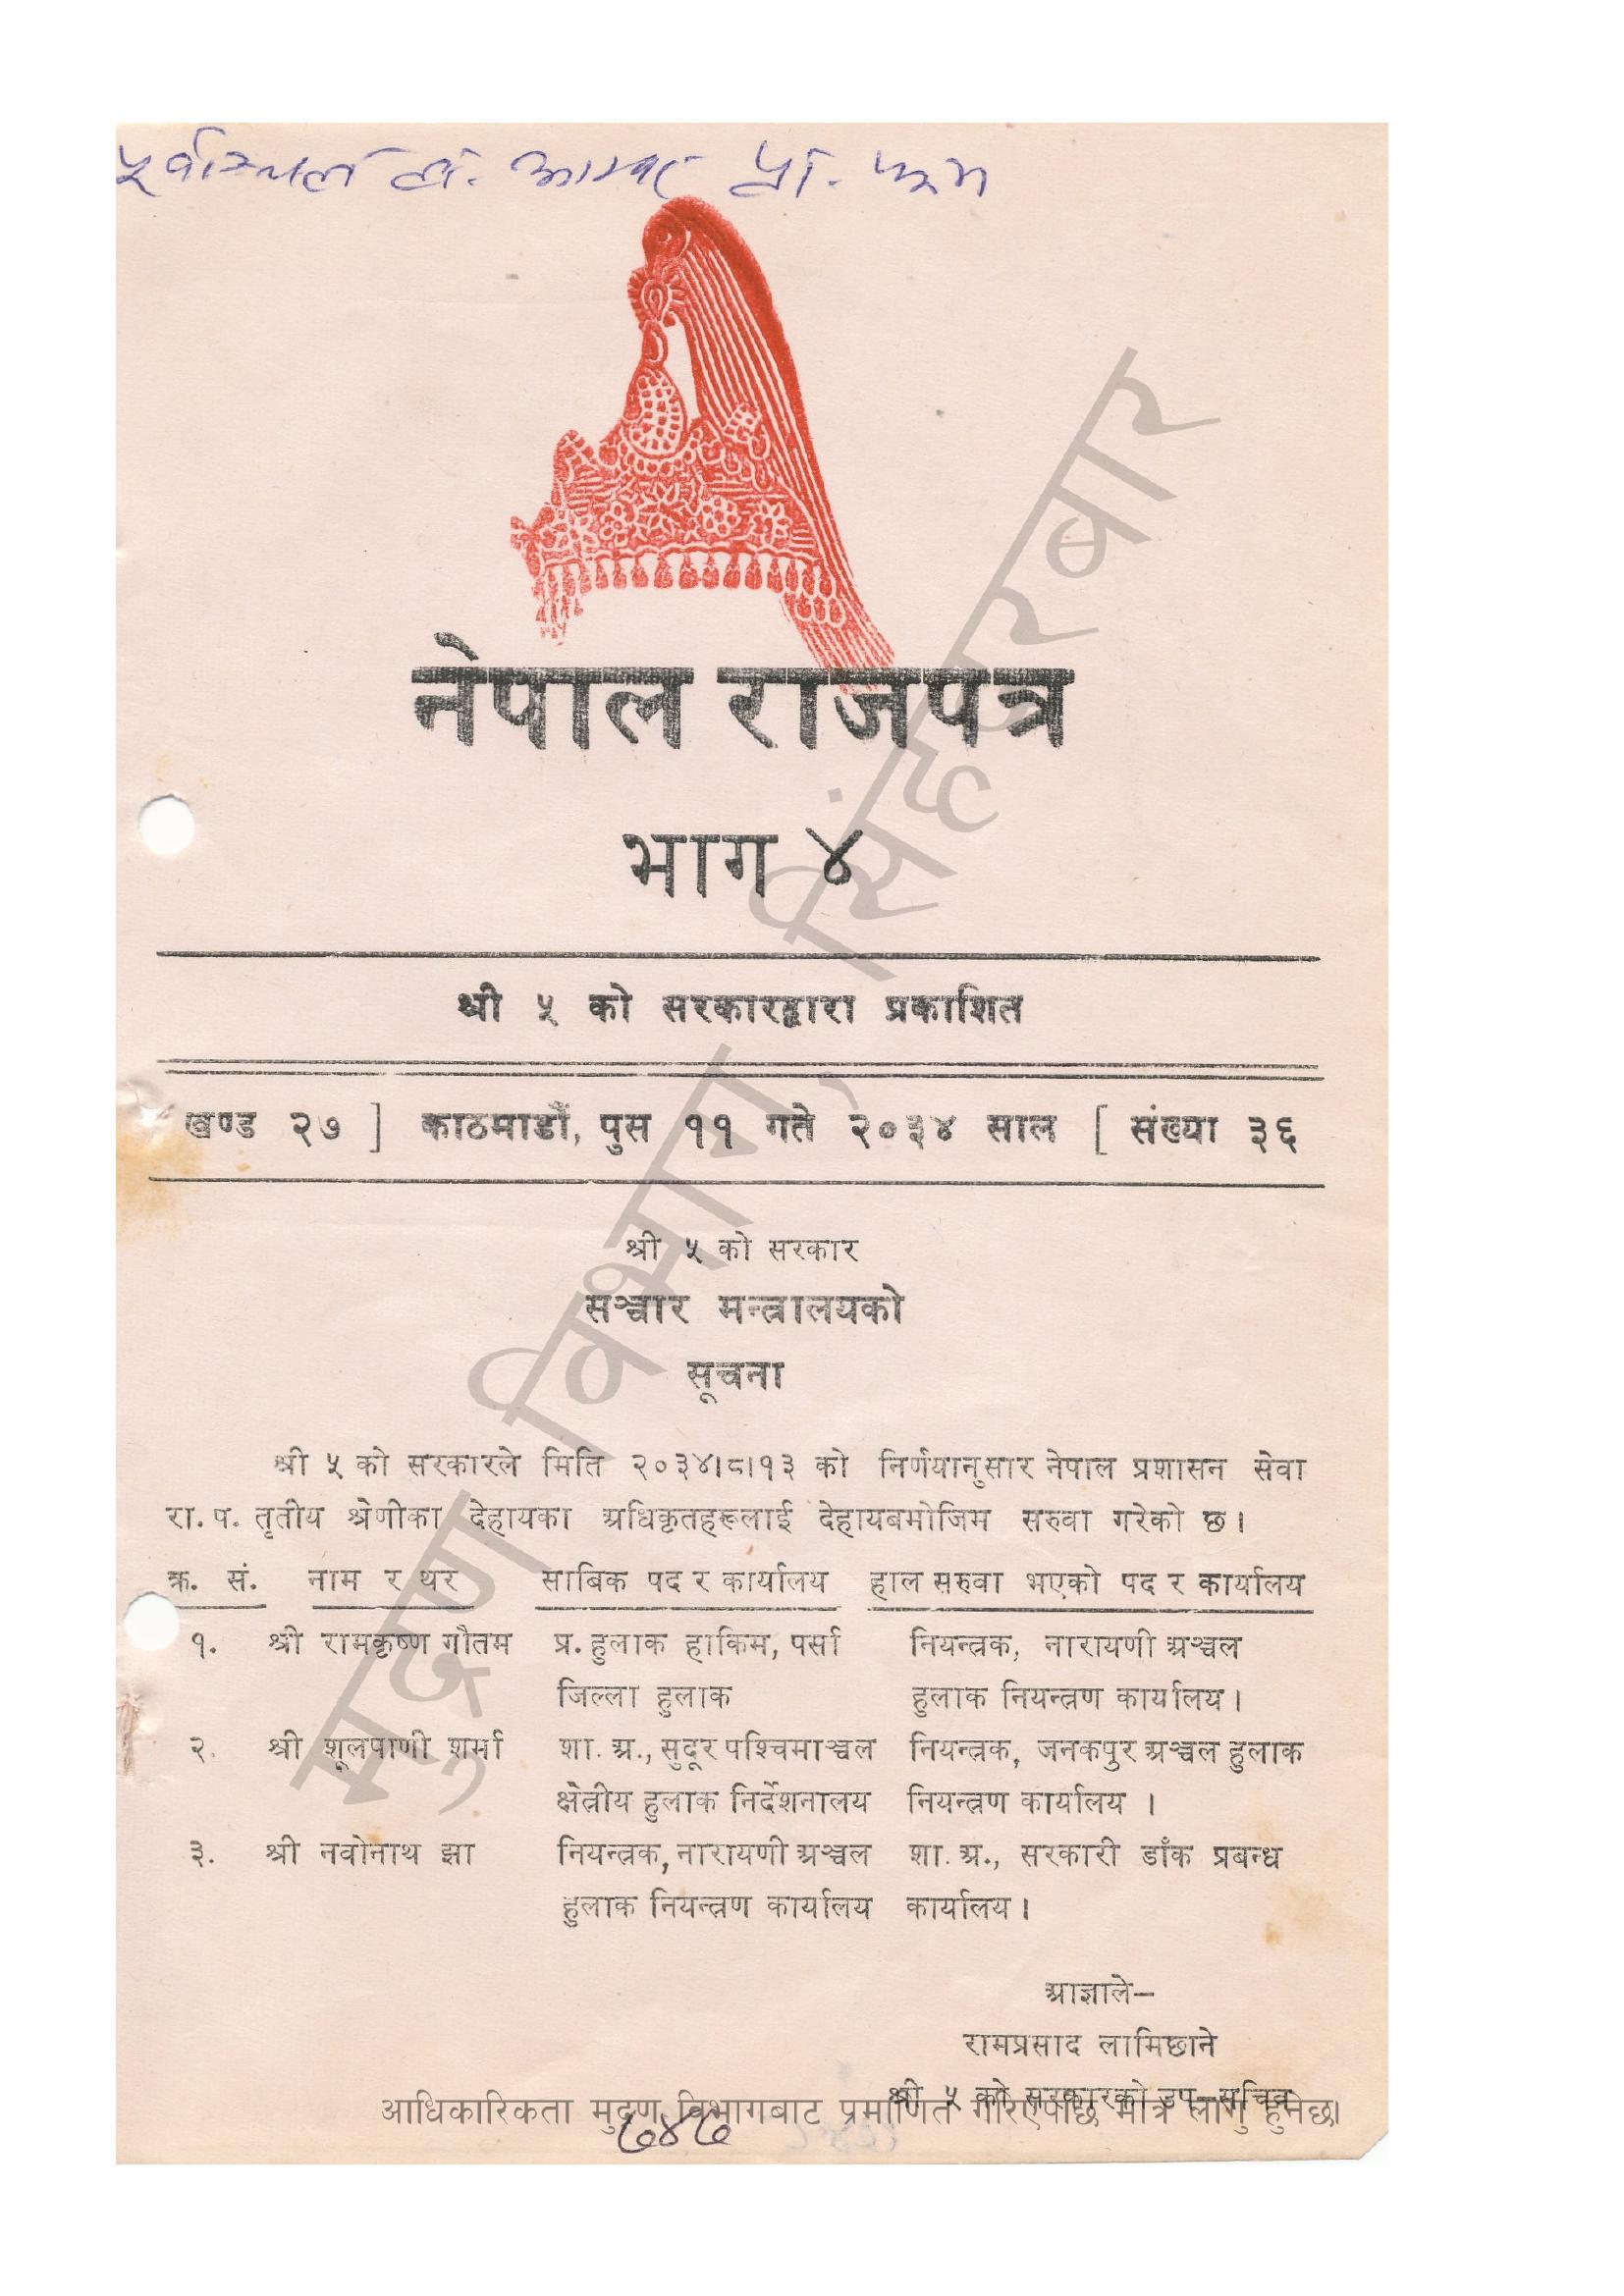 नेपाल राजपत्र
भाग ४
श्री ५ को सरकारद्वारा प्रकाशित
खण्ड २७ ] काठमाडौं, पुस ११ गते २०३४ साल [ संख्या ३६
श्री ५ को सरकार
सञ्चार मन्त्रालयको
सूचना
श्री ५ को सरकारले मिति २०३४।८।१३ को निर्णयानुसार नेपाल प्रशासन सेवा
रा. प. तृतीय श्रेणीका देहायका अधिकृतहरूलाई देहायबमोजिम सरुवा गरेको छ।
क्र. सं. नाम र थर साबिक पद र कार्यालय हाल सरुवा भएको पद र कार्यालय
१. श्री रामकृष्ण गौतम प्र. हुलाक हाकिम, पर्सा नियन्त्रक, नारायणी अञ्चल
जिल्ला हुलाक हुलाक नियन्त्रण कार्यालय।
२. श्री शूलपाणी शर्मा शा. अ., सुदूर पश्चिमाञ्चल नियन्त्रक, जनकपुर अञ्चल हुलाक
क्षेत्रीय हुलाक निर्देशनालय नियन्त्रण कार्यालय ।
३. श्री नवोनाथ झा नियन्त्रक, नारायणी अञ्चल शा. अ., सरकारी डाँक प्रबन्ध
हुलाक नियन्त्रण कार्यालय कार्यालय।
आज्ञाले—
रामप्रसाद लामिछाने
श्री ५ को सरकारको उप-सचिव
आधिकारिकता मुद्रण विभागबाट प्रमाणित गरिएपछि मात्र लागु हुनेछ।
७४७
मुद्रण विभाग, सिंहदरबार